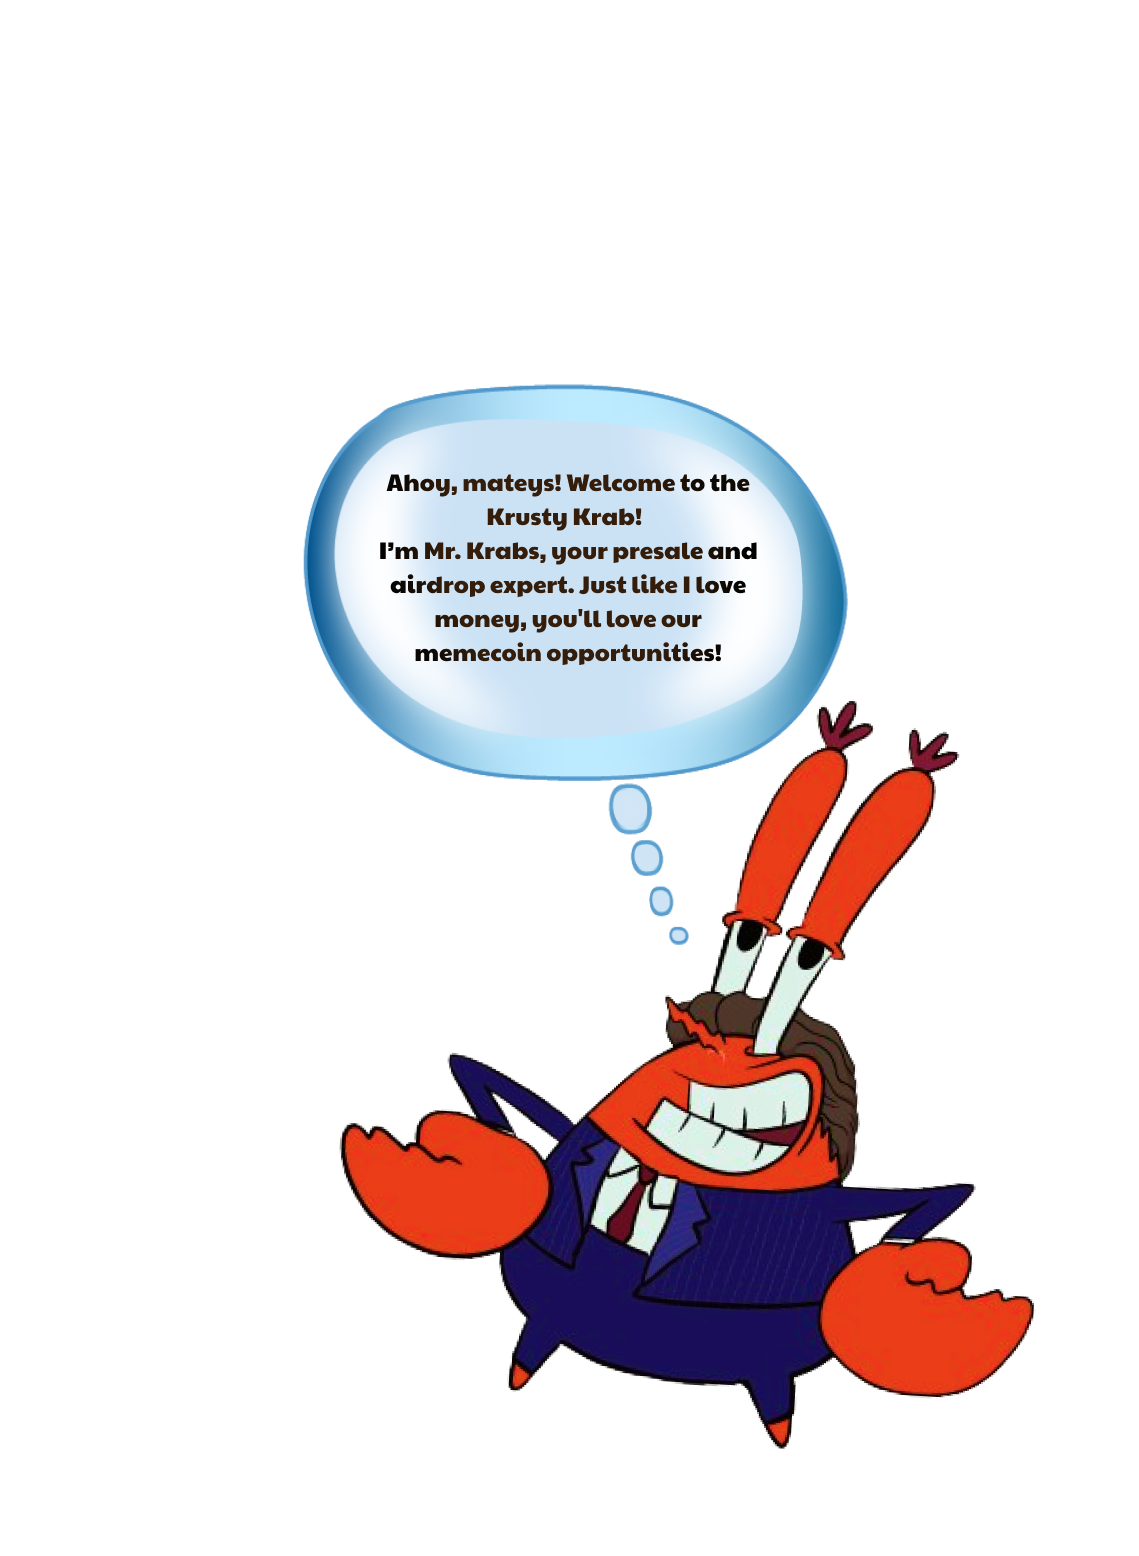 Ahoy, mateys! Welcome to the
Krusty Krab!
I’m Mr. Krabs, your presale and
airdrop expert. Just like I love
money, you'll love our
memecoin opportunities!